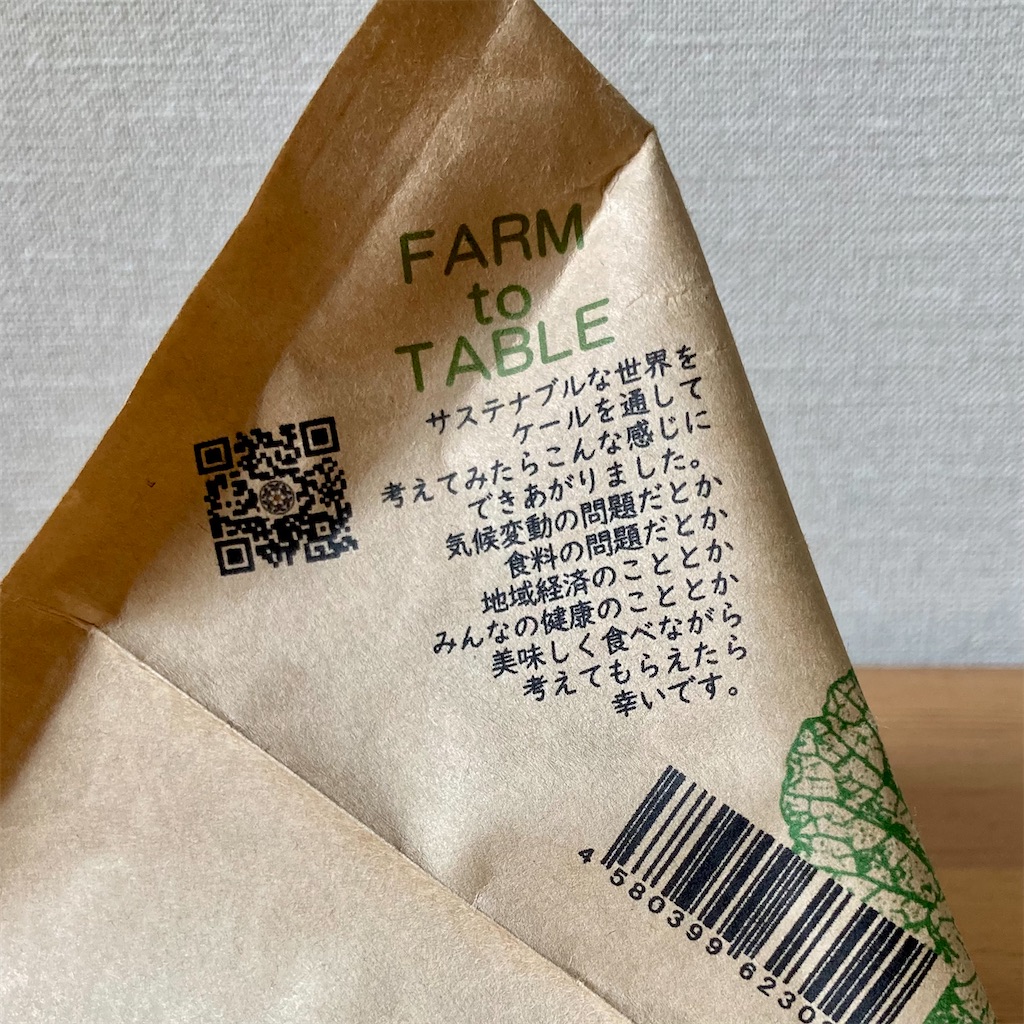 FARM
to
TABLE
サステナブルな世界を
ケールを通して
考えてみたらこんな感じに
できあがりました。
気候変動の問題だとか
食料の問題だとか
地域経済のこととか
みんなの健康のこととか
美味しく食べながら
考えてもらえたら
幸いです。
4 580399 6230